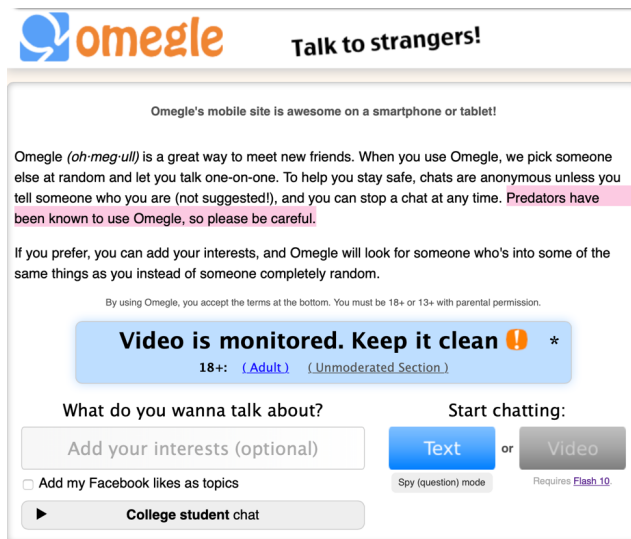 omegle
Talk to strangers!
Omegle's mobile site is awesome on a smartphone or tablet!
Omegle (oh·meg·ull) is a great way to meet new friends. When you use Omegle, we pick someone
else at random and let you talk one-on-one. To help you stay safe, chats are anonymous unless you
tell someone who you are (not suggested!), and you can stop a chat at any time. Predators have
been known to use Omegle, so please be careful.
If you prefer, you can add your interests, and Omegle will look for someone who's into some of the
same things as you instead of someone completely random.
By using Omegle, you accept the terms at the bottom. You must be 18+ or 13+ with parental permission.
Video is monitored. Keep it clean ! *
18+: (Adult) (Unmoderated Section)
What do you wanna talk about?
Start chatting:
Add your interests (optional)
Text or Video
Add my Facebook likes as topics
Spy (question) mode
Requires Flash 10.
College student chat